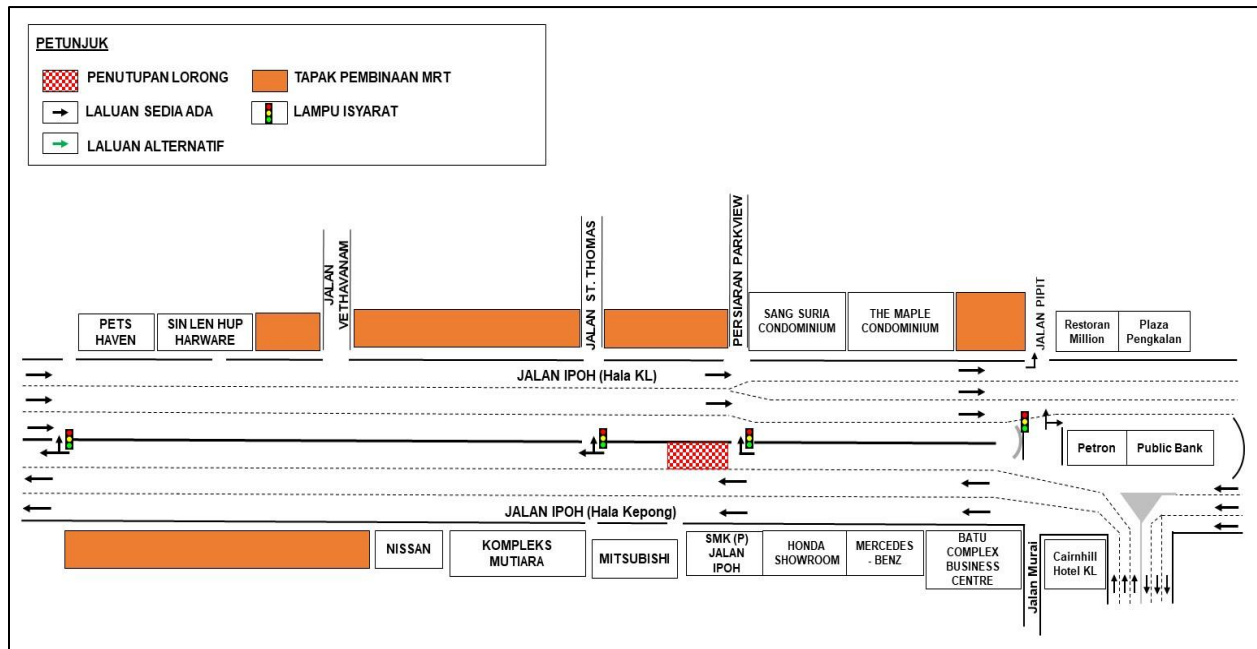 PETUNJUK
PENUTUPAN LORONG
TAPAK PEMBINAAN MRT
LALUAN SEDIA ADA
LAMPU ISYARAT
LALUAN ALTERNATIF
JALAN
VETHAVANAM
JALAN ST. THOMAS
PERSIARAN PARKVIEW
JALAN PIPIT
PETS
HAVEN
SIN LEN HUP
HARWARE
SANG SURIA
CONDOMINIUM
THE MAPLE
CONDOMINIUM
Restoran
Million
Plaza
Pengkalan
JALAN IPOH (Hala KL)
Petron
Public Bank
JALAN IPOH (Hala Kepong)
NISSAN
KOMPLEKS
MUTIARA
MITSUBISHI
SMK (P)
JALAN
IPOH
HONDA
SHOWROOM
MERCEDES
- BENZ
BATU
COMPLEX
BUSINESS
CENTRE
Jalan Murai
Cairnhill
Hotel KL